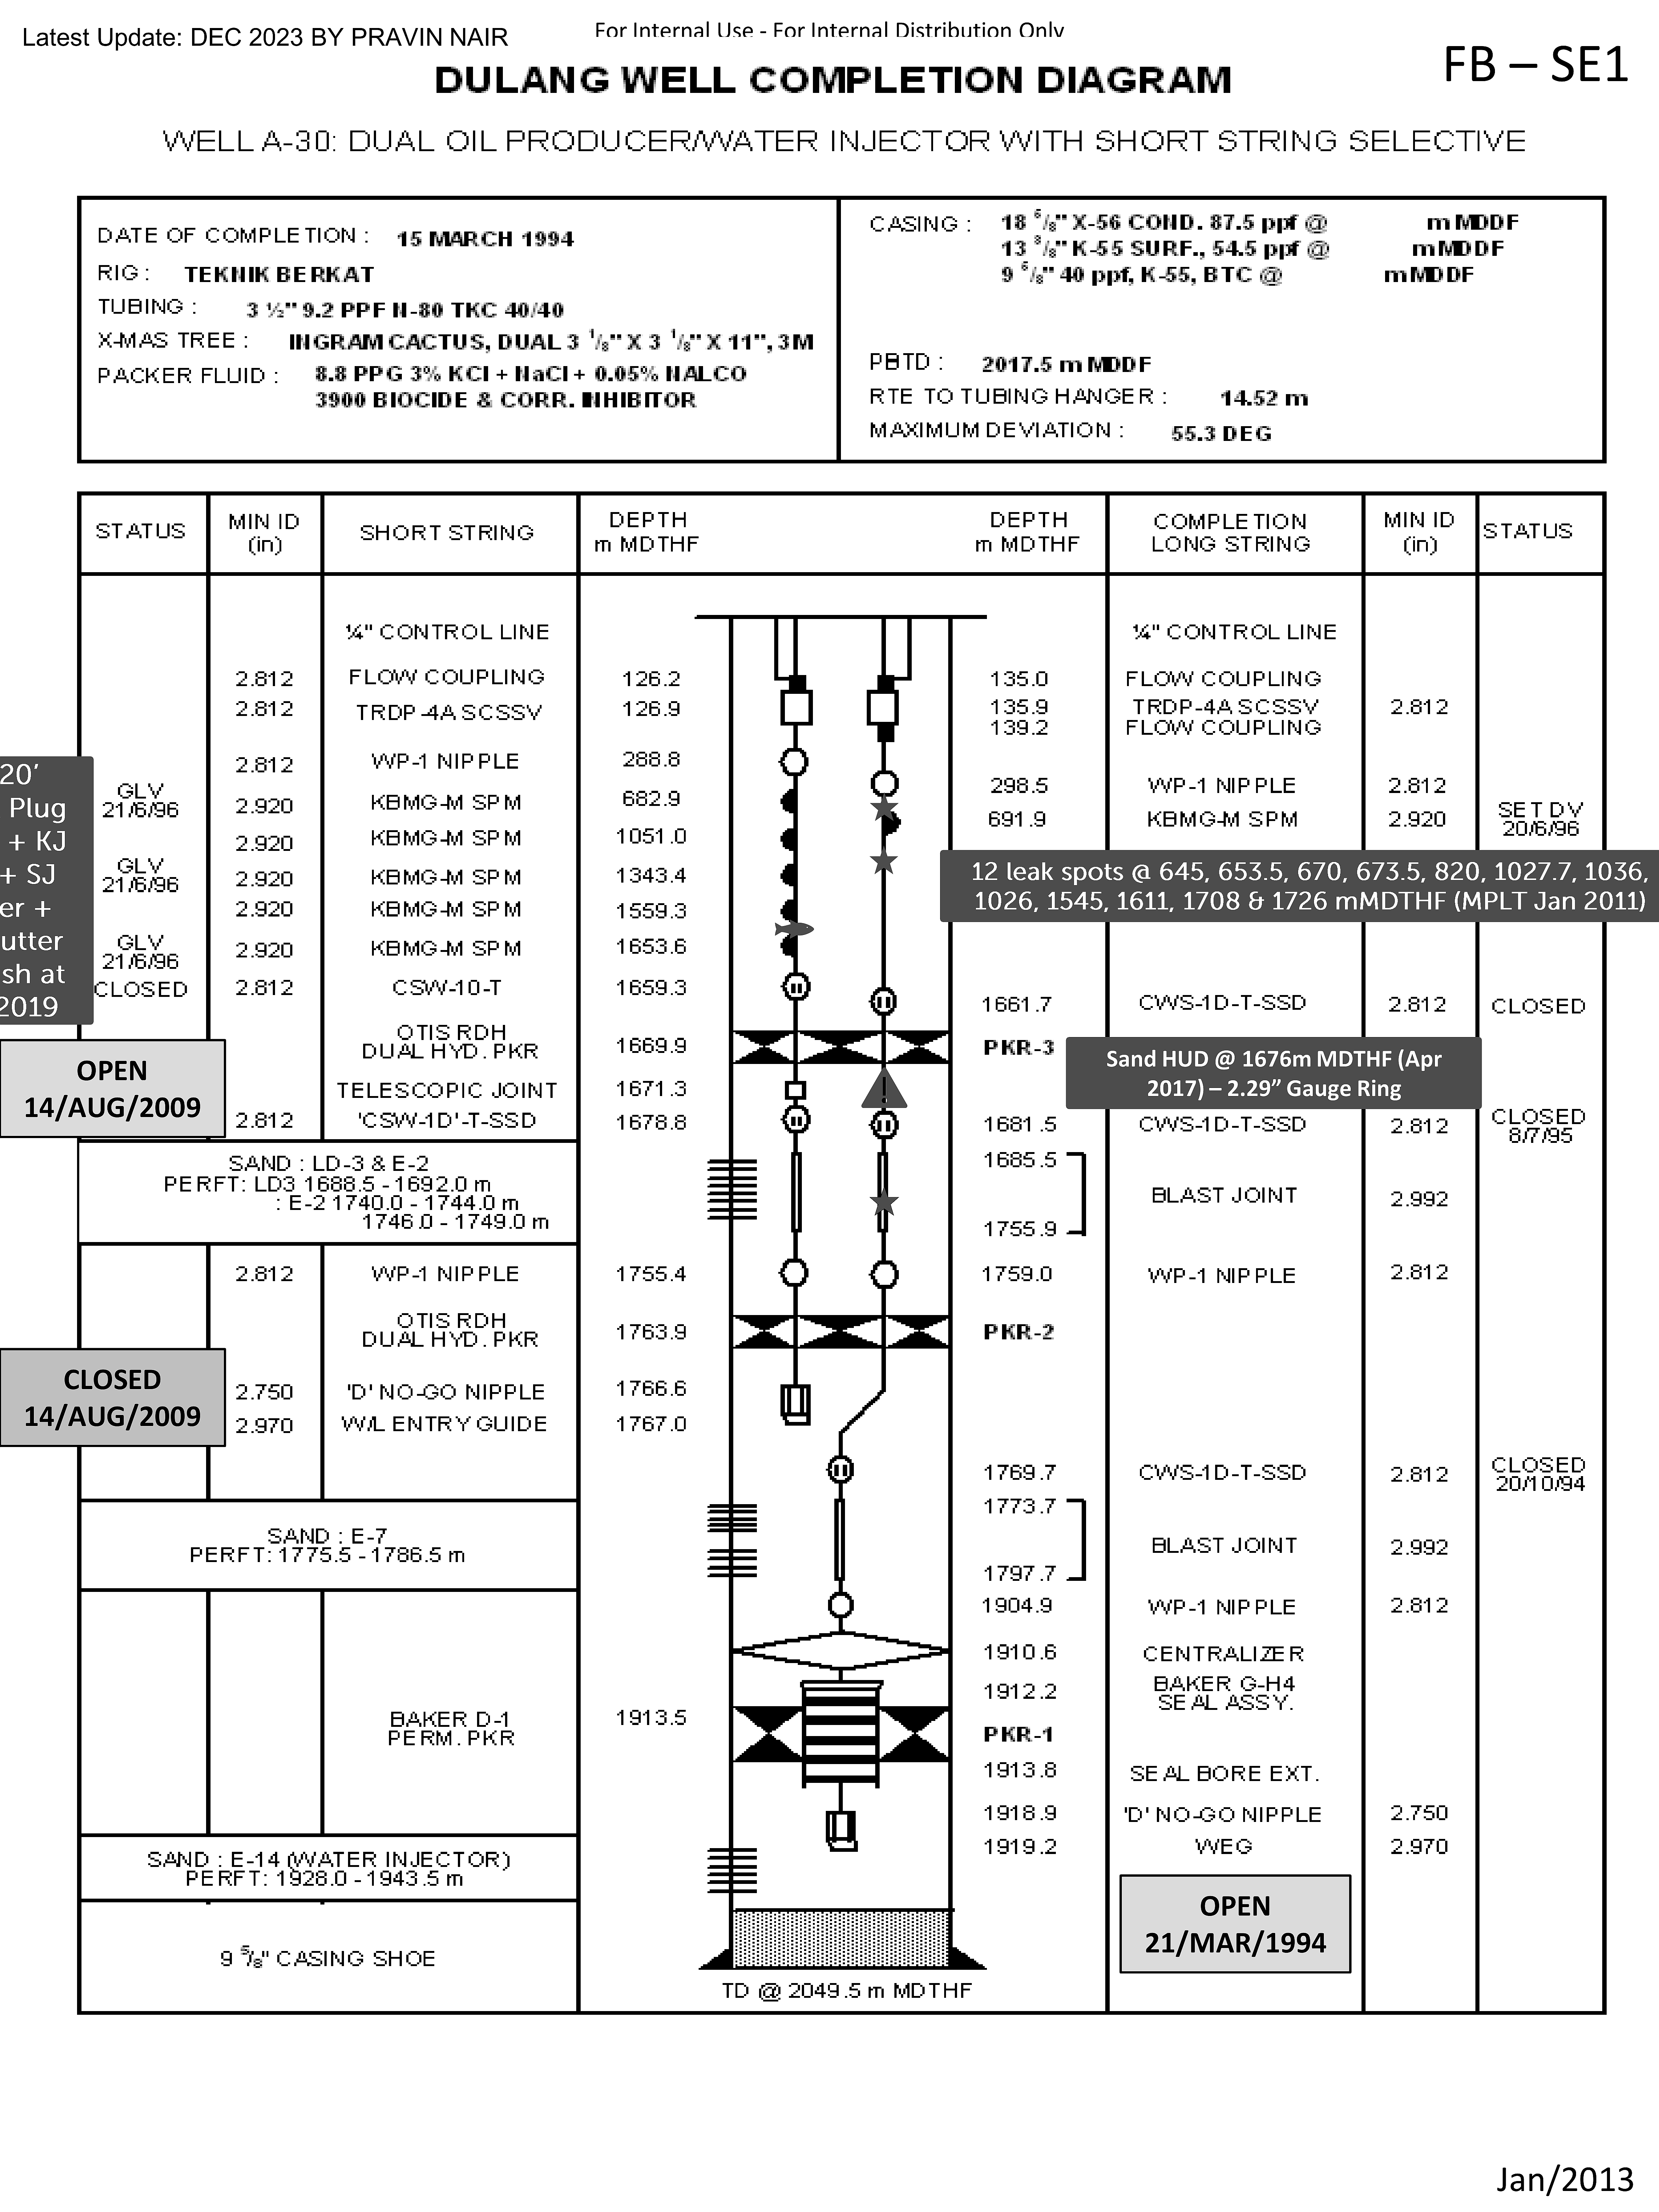 Latest Update: DEC 2023 BY PRAVIN NAIR
For Internal Use - For Internal Distribution Only
FB – SE1
DULANG WELL COMPLETION DIAGRAM
WELL A-30: DUAL OIL PRODUCER/WATER INJECTOR WITH SHORT STRING SELECTIVE
DATE OF COMPLETION : 15 MARCH 1994
RIG : TEKNIK BERKAT
TUBING : 3 ½" 9.2 PPF N-80 TKC 40/40
X-MAS TREE : INGRAM CACTUS, DUAL 3 1/8" X 3 1/8" X 11", 3M
PACKER FLUID : 8.8 PPG 3% KCl + NaCl + 0.05% NALCO
3900 BIOCIDE & CORR. INHIBITOR
CASING : 18 5/8" X-56 COND. 87.5 ppf @ m MDDF
13 3/8" K-55 SURF., 54.5 ppf @ mMDDF
9 5/8" 40 ppf, K-55, BTC @ mMDDF
PBTD : 2017.5 m MDDF
RTE TO TUBING HANGER : 14.52 m
MAXIMUM DEVIATION : 55.3 DEG
STATUS MIN ID (in) SHORT STRING DEPTH m MDTHF DEPTH m MDTHF COMPLETION LONG STRING MIN ID (in) STATUS
¼" CONTROL LINE ¼" CONTROL LINE
2.812 FLOW COUPLING 126.2 135.0 FLOW COUPLING
2.812 TRDP-4A SCSSV 126.9 135.9 TRDP-4A SCSSV 2.812
139.2 FLOW COUPLING
2.812 WP-1 NIPPLE 288.8
298.5 WP-1 NIPPLE 2.812
GLV 21/6/96 2.920 KBMG-M SPM 682.9
691.9 KBMG-M SPM 2.920 SET DV 20/6/96
2.920 KBMG-M SPM 1051.0
GLV 21/6/96 2.920 KBMG-M SPM 1343.4
12 leak spots @ 645, 653.5, 670, 673.5, 820, 1027.7, 1036,
1026, 1545, 1611, 1708 & 1726 mMDTHF (MPLT Jan 2011)
2.920 KBMG-M SPM 1559.3
GLV 21/6/96 2.920 KBMG-M SPM 1653.6
20’
Plug
+ KJ
+ SJ
er +
utter
sh at
2019
CLOSED 2.812 CSW-10-T 1659.3
1661.7 CWS-1D-T-SSD 2.812 CLOSED
OTIS RDH
DUAL HYD. PKR 1669.9 PKR-3
Sand HUD @ 1676m MDTHF (Apr
2017) – 2.29” Gauge Ring
OPEN
14/AUG/2009
TELESCOPIC JOINT 1671.3
2.812 'CSW-1D'-T-SSD 1678.8 1681.5 CWS-1D-T-SSD 2.812 CLOSED 8/7/95
SAND : LD-3 & E-2
PERFT: LD3 1688.5 - 1692.0 m
: E-2 1740.0 - 1744.0 m
1746.0 - 1749.0 m
1685.5
BLAST JOINT 2.992
1755.9
2.812 WP-1 NIPPLE 1755.4 1759.0 WP-1 NIPPLE 2.812
OTIS RDH
DUAL HYD. PKR 1763.9 PKR-2
CLOSED
14/AUG/2009
2.750 'D' NO-GO NIPPLE 1766.6
2.970 W/L ENTRY GUIDE 1767.0
1769.7 CWS-1D-T-SSD 2.812 CLOSED 20/10/94
SAND : E-7
PERFT: 1775.5 - 1786.5 m
1773.7
BLAST JOINT 2.992
1797.7
1904.9 WP-1 NIPPLE 2.812
1910.6 CENTRALIZER
1912.2 BAKER G-H4
SEAL ASSY.
BAKER D-1
PERM. PKR 1913.5 PKR-1
1913.8 SEAL BORE EXT.
1918.9 'D' NO-GO NIPPLE 2.750
1919.2 WEG 2.970
SAND : E-14 (WATER INJECTOR)
PERFT: 1928.0 - 1943.5 m
OPEN
21/MAR/1994
9 5/8" CASING SHOE
TD @ 2049.5 m MDTHF
Jan/2013